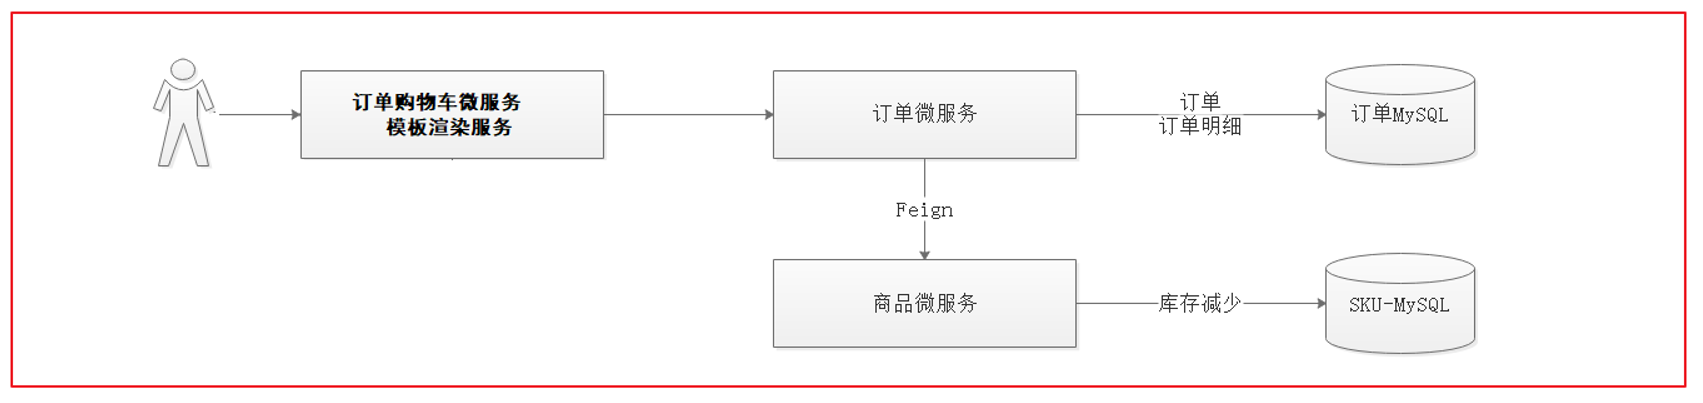 订单购物车微服务
模板渲染服务
订单微服务
订单
订单明细
订单MySQL
Feign
商品微服务
库存减少
SKU-MySQL